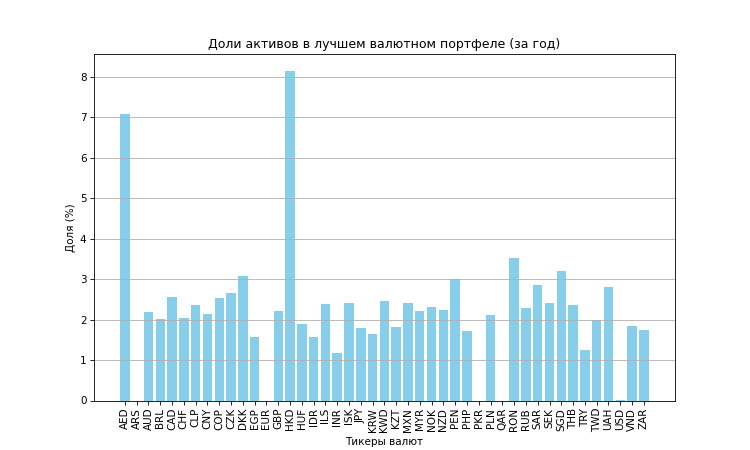 Доли активов в лучшем валютном портфеле (за год)
Доля (%)
8
7
6
5
4
3
2
1
0
AED ARS AUD BRL CAD CHF CLP CNY COP CZK DKK EGP EUR GBP HKD HUF IDR ILS INR ISK JPY KRW KWD KZT MXN MYR NOK NZD PEN PHP PKR PLN QAR RON RUB SAR SEK SGD THB TRY TWD UAH USD VND ZAR
Тикеры валют